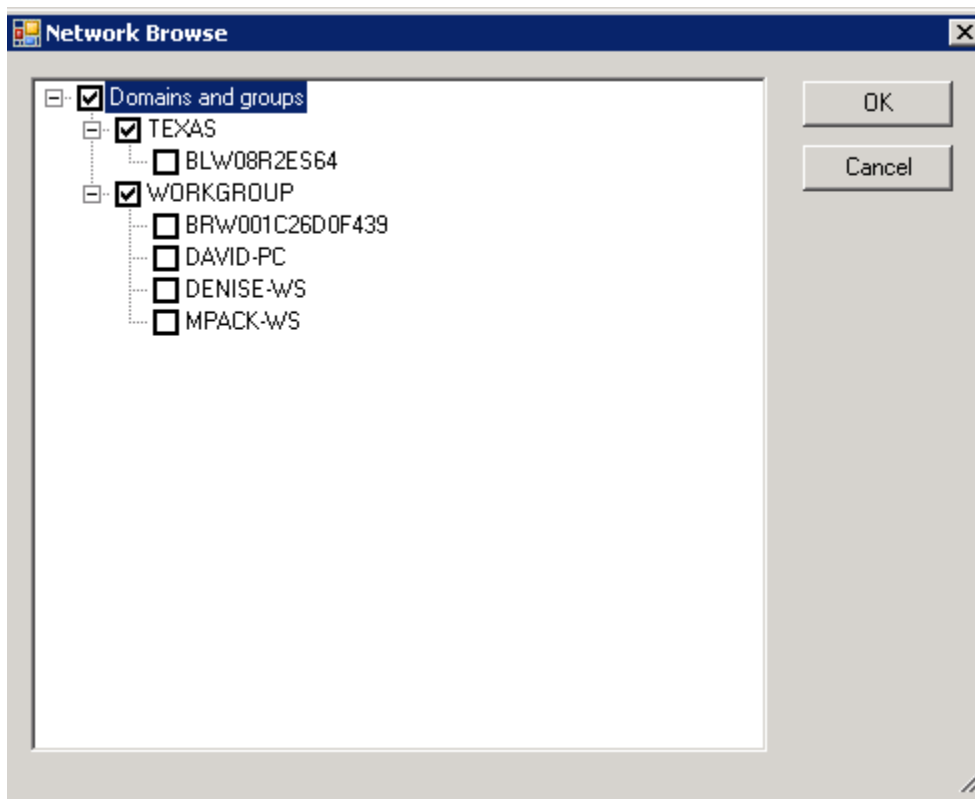 Network Browse
Domains and groups
TEXAS
BLW08R2ES64
WORKGROUP
BRW001C26D0F439
DAVID-PC
DENISE-WS
MPACK-WS
OK
Cancel